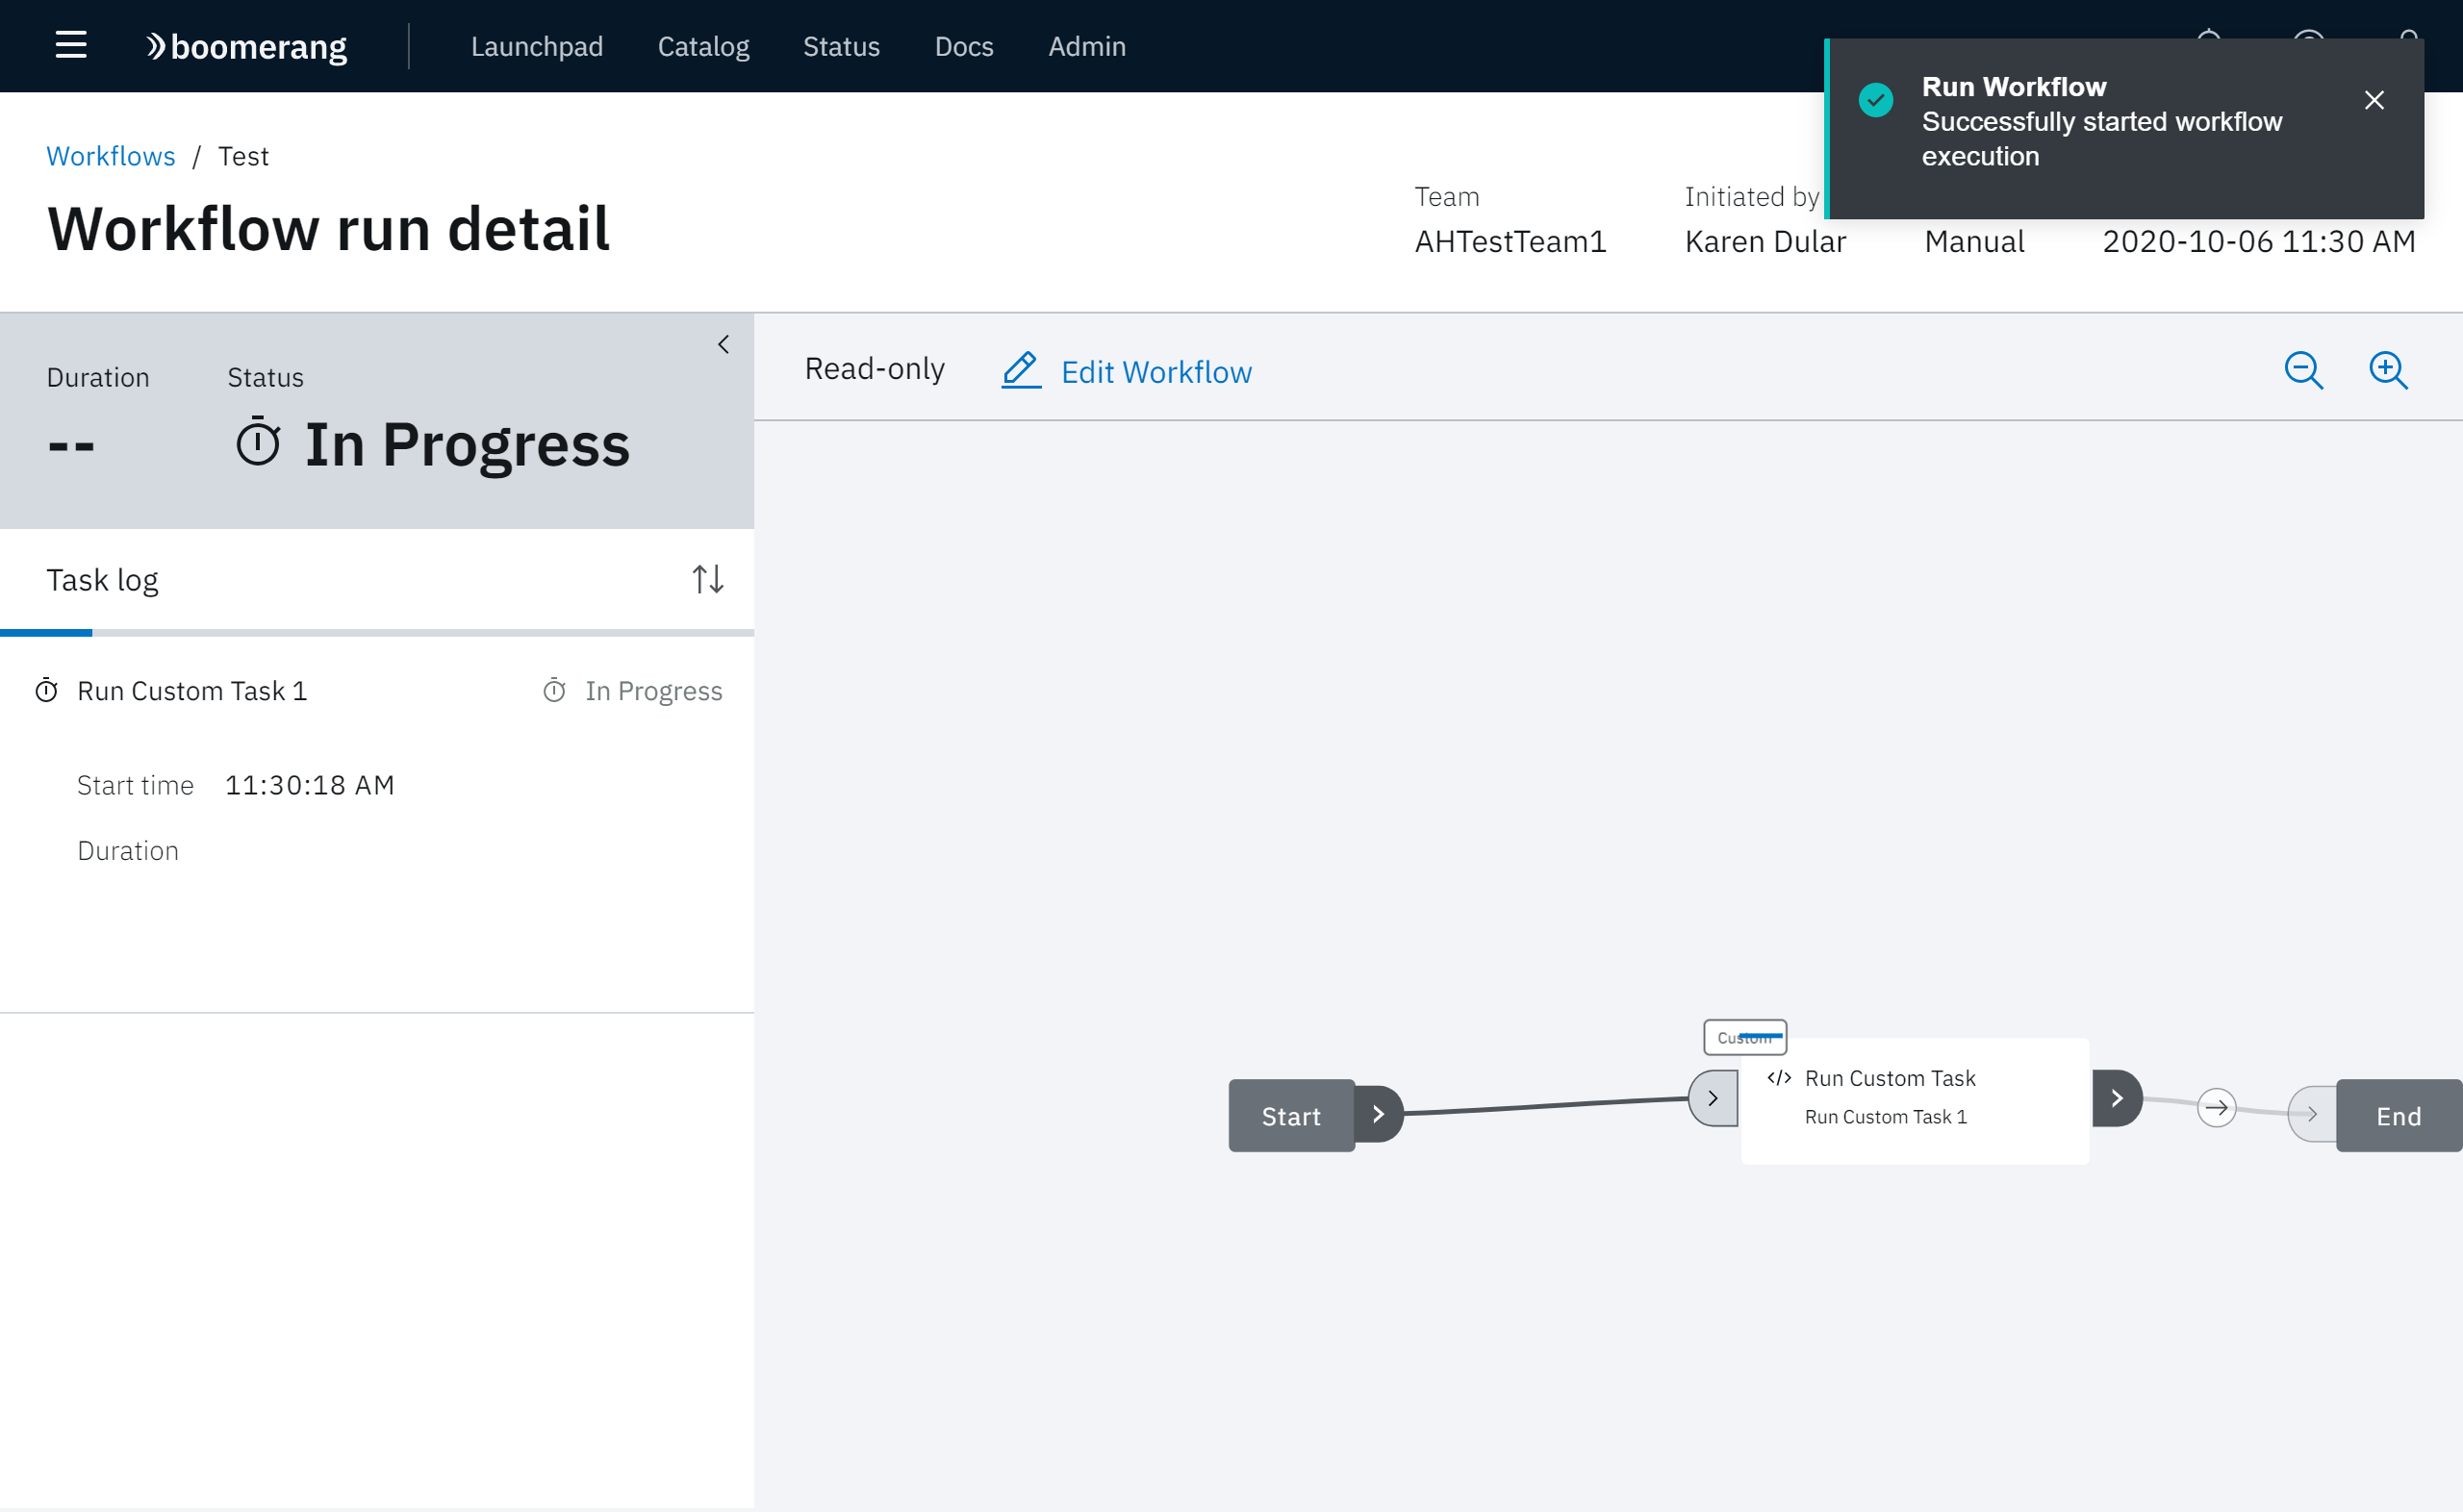 boomerang
Launchpad
Catalog
Status
Docs
Admin
Run Workflow
Successfully started workflow
execution
Workflows / Test
Workflow run detail
Team
AHTestTeam1
Initiated by
Karen Dular
Manual
2020-10-06 11:30 AM
Duration
--
Status
In Progress
Read-only
Edit Workflow
Task log
Run Custom Task 1
In Progress
Start time 11:30:18 AM
Duration
Custom
Run Custom Task
Run Custom Task 1
Start
End